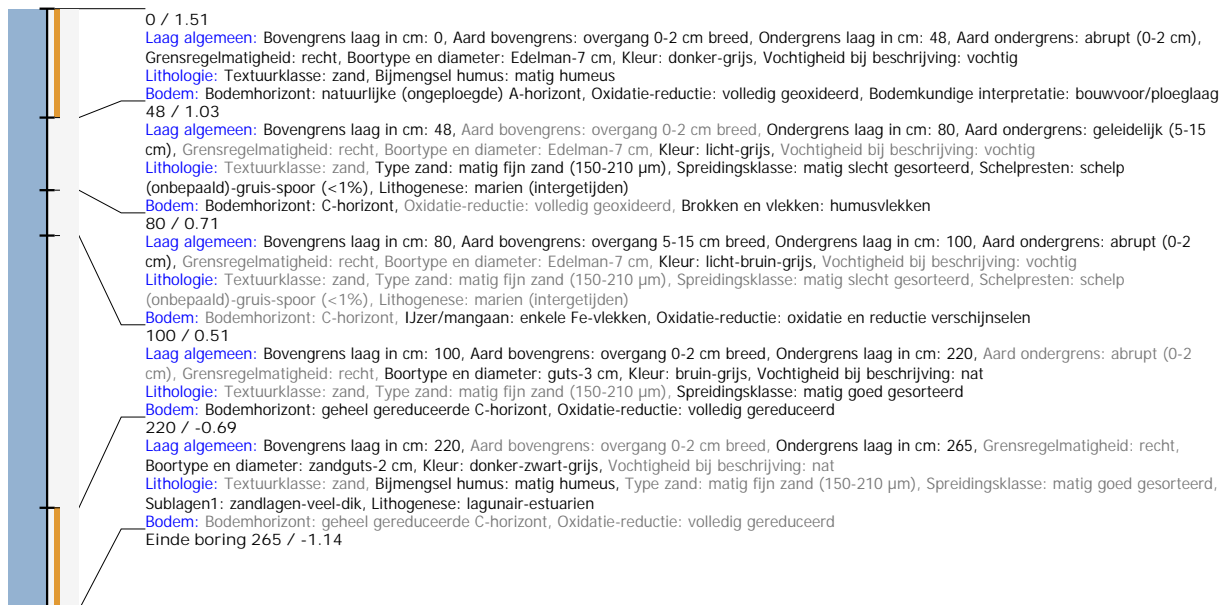 0 / 1.51
Laag algemeen: Bovengrens laag in cm: 0, Aard bovengrens: overgang 0-2 cm breed, Ondergrens laag in cm: 48, Aard ondergrens: abrupt (0-2 cm),
Grensregelmatigheid: recht, Boortype en diameter: Edelman-7 cm, Kleur: donker-grijs, Vochtigheid bij beschrijving: vochtig
Lithologie: Textuurklasse: zand, Bijmengsel humus: matig humeus
Bodem: Bodemhorizont: natuurlijke (ongeploegde) A-horizont, Oxidatie-reductie: volledig geoxideerd, Bodemkundige interpretatie: bouwvoor/ploeglaag
48 / 1.03
Laag algemeen: Bovengrens laag in cm: 48, Aard bovengrens: overgang 0-2 cm breed, Ondergrens laag in cm: 80, Aard ondergrens: geleidelijk (5-15
cm), Grensregelmatigheid: recht, Boortype en diameter: Edelman-7 cm, Kleur: licht-grijs, Vochtigheid bij beschrijving: vochtig
Lithologie: Textuurklasse: zand, Type zand: matig fijn zand (150-210 µm), Spreidingsklasse: matig slecht gesorteerd, Schelpresten: schelp
(onbepaald)-gruis-spoor (<1%), Lithogenese: marien (intergetijden)
Bodem: Bodemhorizont: C-horizont, Oxidatie-reductie: volledig geoxideerd, Brokken en vlekken: humusvlekken
80 / 0.71
Laag algemeen: Bovengrens laag in cm: 80, Aard bovengrens: overgang 5-15 cm breed, Ondergrens laag in cm: 100, Aard ondergrens: abrupt (0-2
cm), Grensregelmatigheid: recht, Boortype en diameter: Edelman-7 cm, Kleur: licht-bruin-grijs, Vochtigheid bij beschrijving: vochtig
Lithologie: Textuurklasse: zand, Type zand: matig fijn zand (150-210 µm), Spreidingsklasse: matig slecht gesorteerd, Schelpresten: schelp
(onbepaald)-gruis-spoor (<1%), Lithogenese: marien (intergetijden)
Bodem: Bodemhorizont: C-horizont, IJzer/mangaan: enkele Fe-vlekken, Oxidatie-reductie: oxidatie en reductie verschijnselen
100 / 0.51
Laag algemeen: Bovengrens laag in cm: 100, Aard bovengrens: overgang 0-2 cm breed, Ondergrens laag in cm: 220, Aard ondergrens: abrupt (0-2
cm), Grensregelmatigheid: recht, Boortype en diameter: guts-3 cm, Kleur: bruin-grijs, Vochtigheid bij beschrijving: nat
Lithologie: Textuurklasse: zand, Type zand: matig fijn zand (150-210 µm), Spreidingsklasse: matig goed gesorteerd
Bodem: Bodemhorizont: geheel gereduceerde C-horizont, Oxidatie-reductie: volledig gereduceerd
220 / -0.69
Laag algemeen: Bovengrens laag in cm: 220, Aard bovengrens: overgang 0-2 cm breed, Ondergrens laag in cm: 265, Grensregelmatigheid: recht,
Boortype en diameter: zandguts-2 cm, Kleur: donker-zwart-grijs, Vochtigheid bij beschrijving: nat
Lithologie: Textuurklasse: zand, Bijmengsel humus: matig humeus, Type zand: matig fijn zand (150-210 µm), Spreidingsklasse: matig goed gesorteerd,
Sublagen1: zandlagen-veel-dik, Lithogenese: lagunair-estuarien
Bodem: Bodemhorizont: geheel gereduceerde C-horizont, Oxidatie-reductie: volledig gereduceerd
Einde boring 265 / -1.14